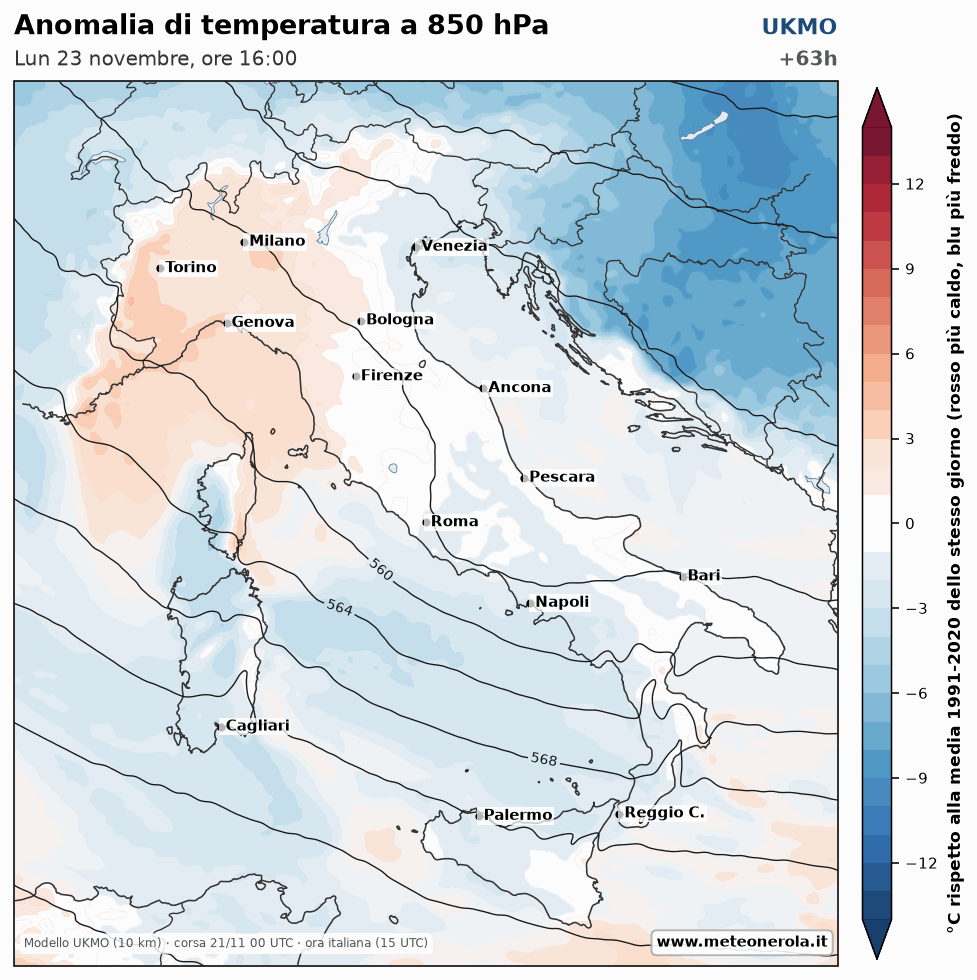 Anomalia di temperatura a 850 hPa
UKMO
Lun 23 novembre, ore 16:00
+63h
Milano
Venezia
Torino
Genova
Bologna
Firenze
Ancona
Pescara
Roma
560
Bari
564
Napoli
Cagliari
568
Palermo
Reggio C.
Modello UKMO (10 km) · corsa 21/11 00 UTC · ora italiana (15 UTC)
www.meteonerola.it
12
9
6
3
0
−3
−6
−9
−12
°C rispetto alla media 1991-2020 dello stesso giorno (rosso più caldo, blu più freddo)